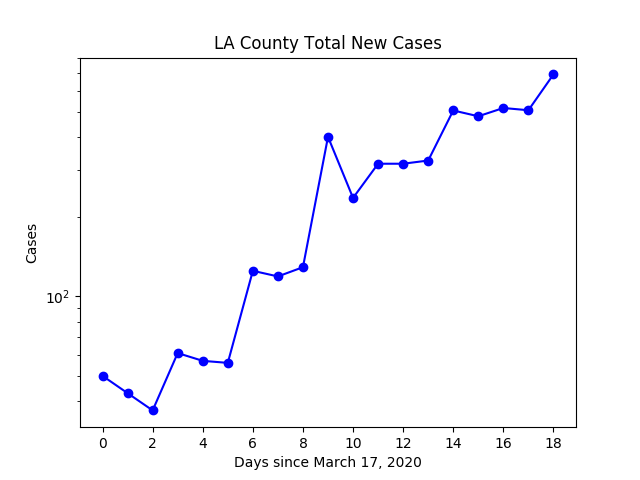 LA County Total New Cases
Cases
10²
0 2 4 6 8 10 12 14 16 18
Days since March 17, 2020